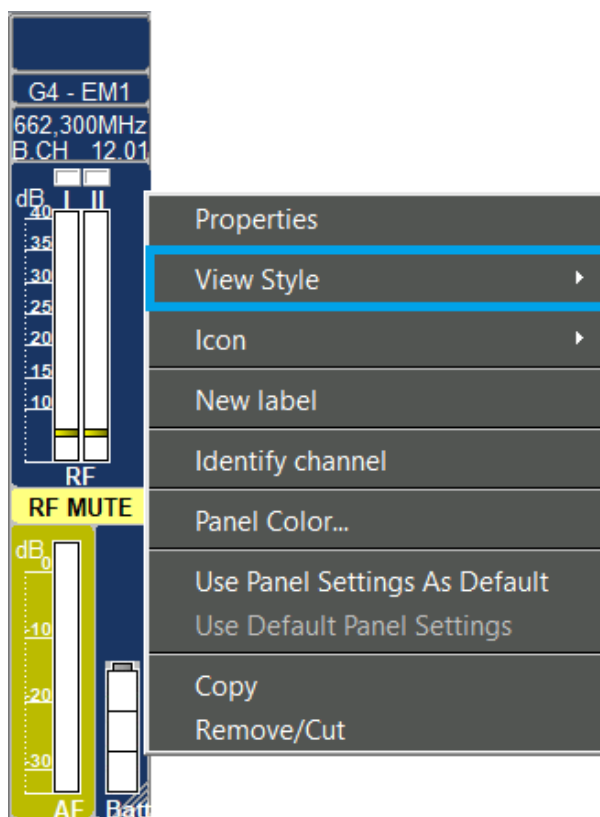 G4 - EM1
662,300MHz
B.CH 12.01
dB I II
40
35
30
25
20
15
10
RF
RF MUTE
dB
0
-10
-20
-30
AF Batt
Properties
View Style
Icon
New label
Identify channel
Panel Color...
Use Panel Settings As Default
Use Default Panel Settings
Copy
Remove/Cut